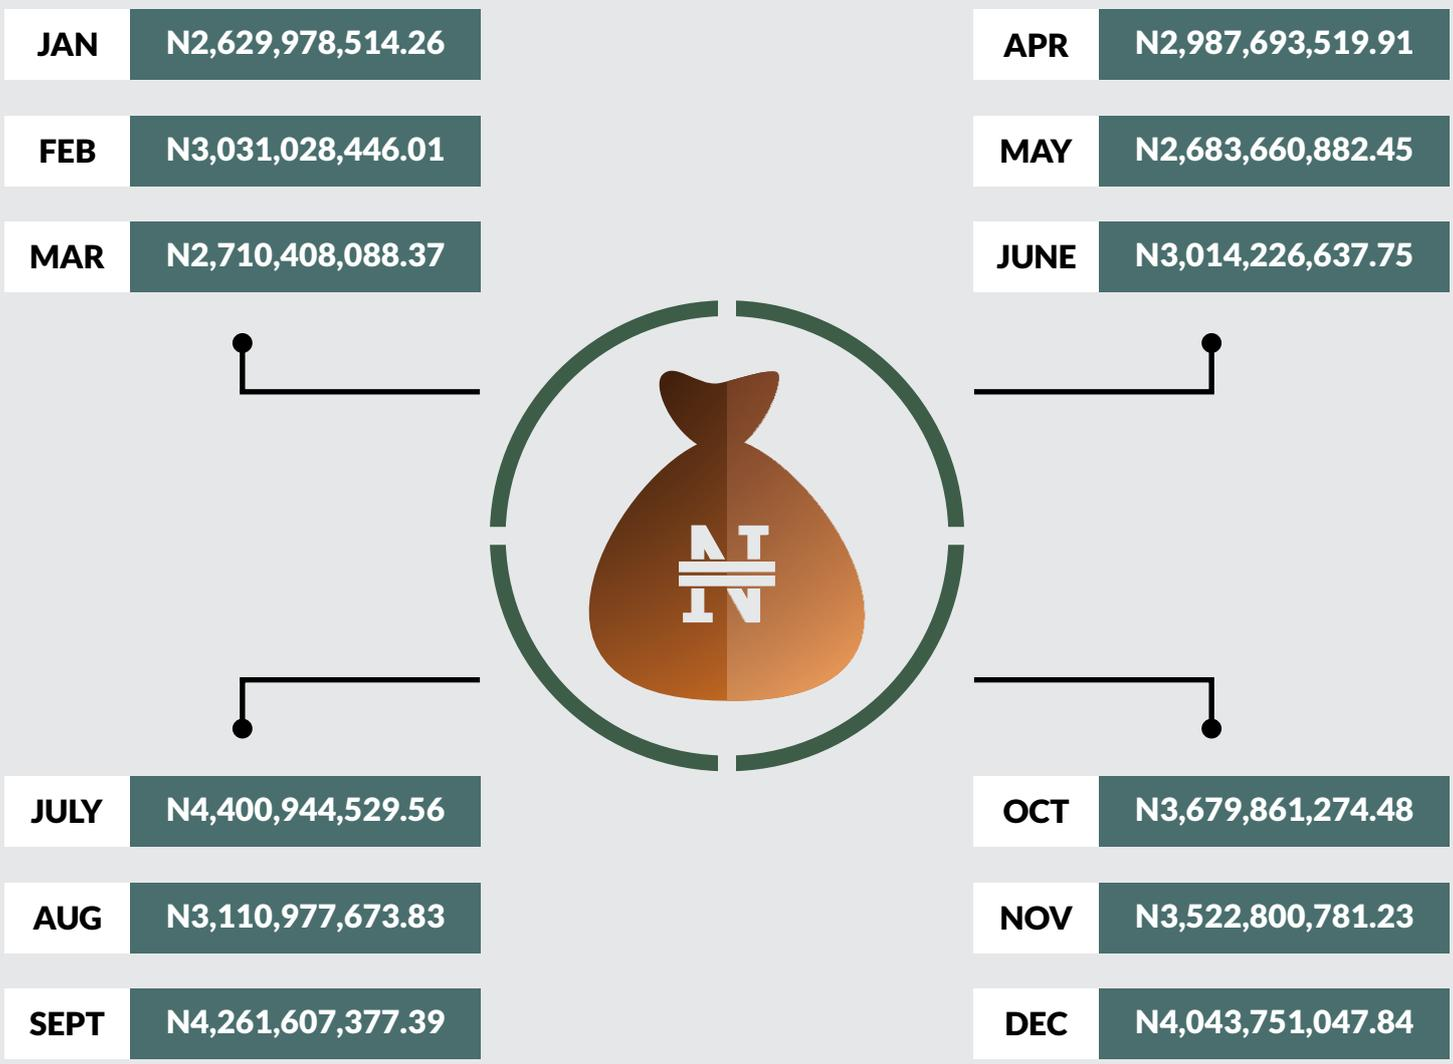 JAN N2,629,978,514.26
FEB N3,031,028,446.01
MAR N2,710,408,088.37
APR N2,987,693,519.91
MAY N2,683,660,882.45
JUNE N3,014,226,637.75
₦
JULY N4,400,944,529.56
AUG N3,110,977,673.83
SEPT N4,261,607,377.39
OCT N3,679,861,274.48
NOV N3,522,800,781.23
DEC N4,043,751,047.84